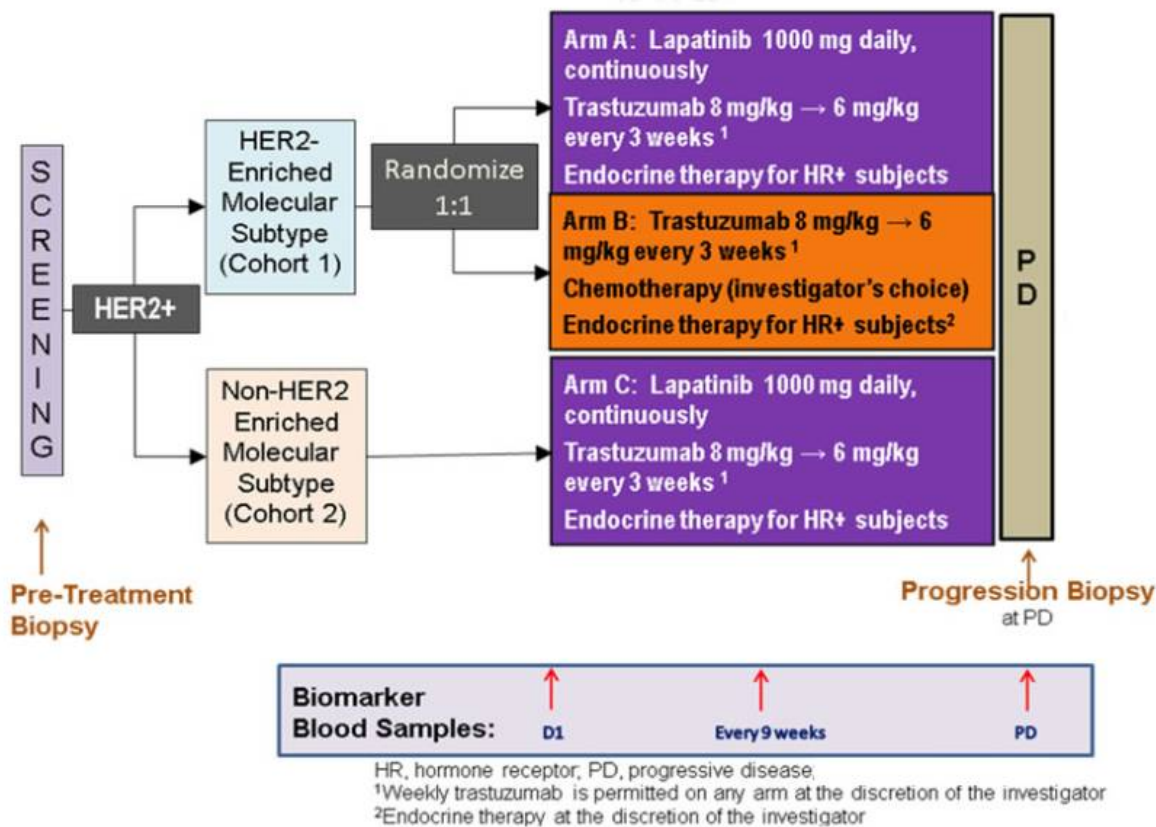 SCREENING
HER2+
HER2-
Enriched
Molecular
Subtype
(Cohort 1)
Non-HER2
Enriched
Molecular
Subtype
(Cohort 2)
Randomize
1:1
Arm A: Lapatinib 1000 mg daily,
continuously
Trastuzumab 8 mg/kg → 6 mg/kg
every 3 weeks ¹
Endocrine therapy for HR+ subjects
Arm B: Trastuzumab 8 mg/kg → 6
mg/kg every 3 weeks ¹
Chemotherapy (investigator's choice)
Endocrine therapy for HR+ subjects²
Arm C: Lapatinib 1000 mg daily,
continuously
Trastuzumab 8 mg/kg → 6 mg/kg
every 3 weeks ¹
Endocrine therapy for HR+ subjects
PD
Pre-Treatment
Biopsy
Progression Biopsy
at PD
Biomarker
Blood Samples:
D1
Every 9 weeks
PD
HR, hormone receptor; PD, progressive disease;
¹Weekly trastuzumab is permitted on any arm at the discretion of the investigator
²Endocrine therapy at the discretion of the investigator